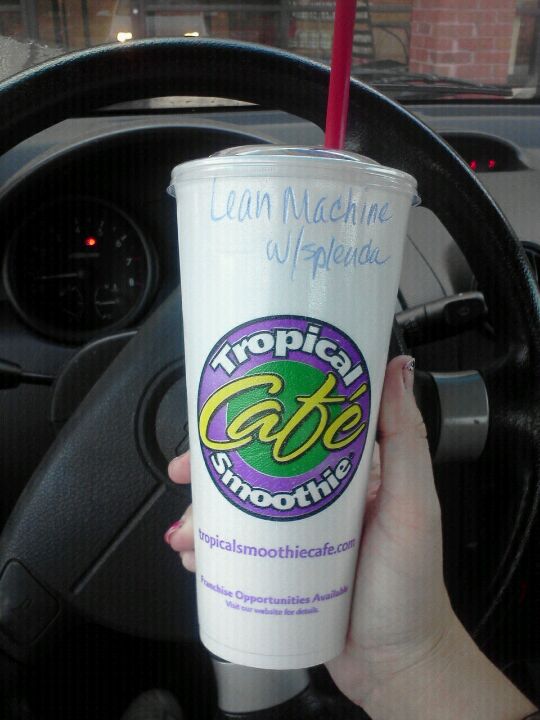 Lean Machine
w/splenda
Tropical
Café
Smoothie
tropicalsmoothiecafe.com
Franchise Opportunities Available
Visit our website for details.